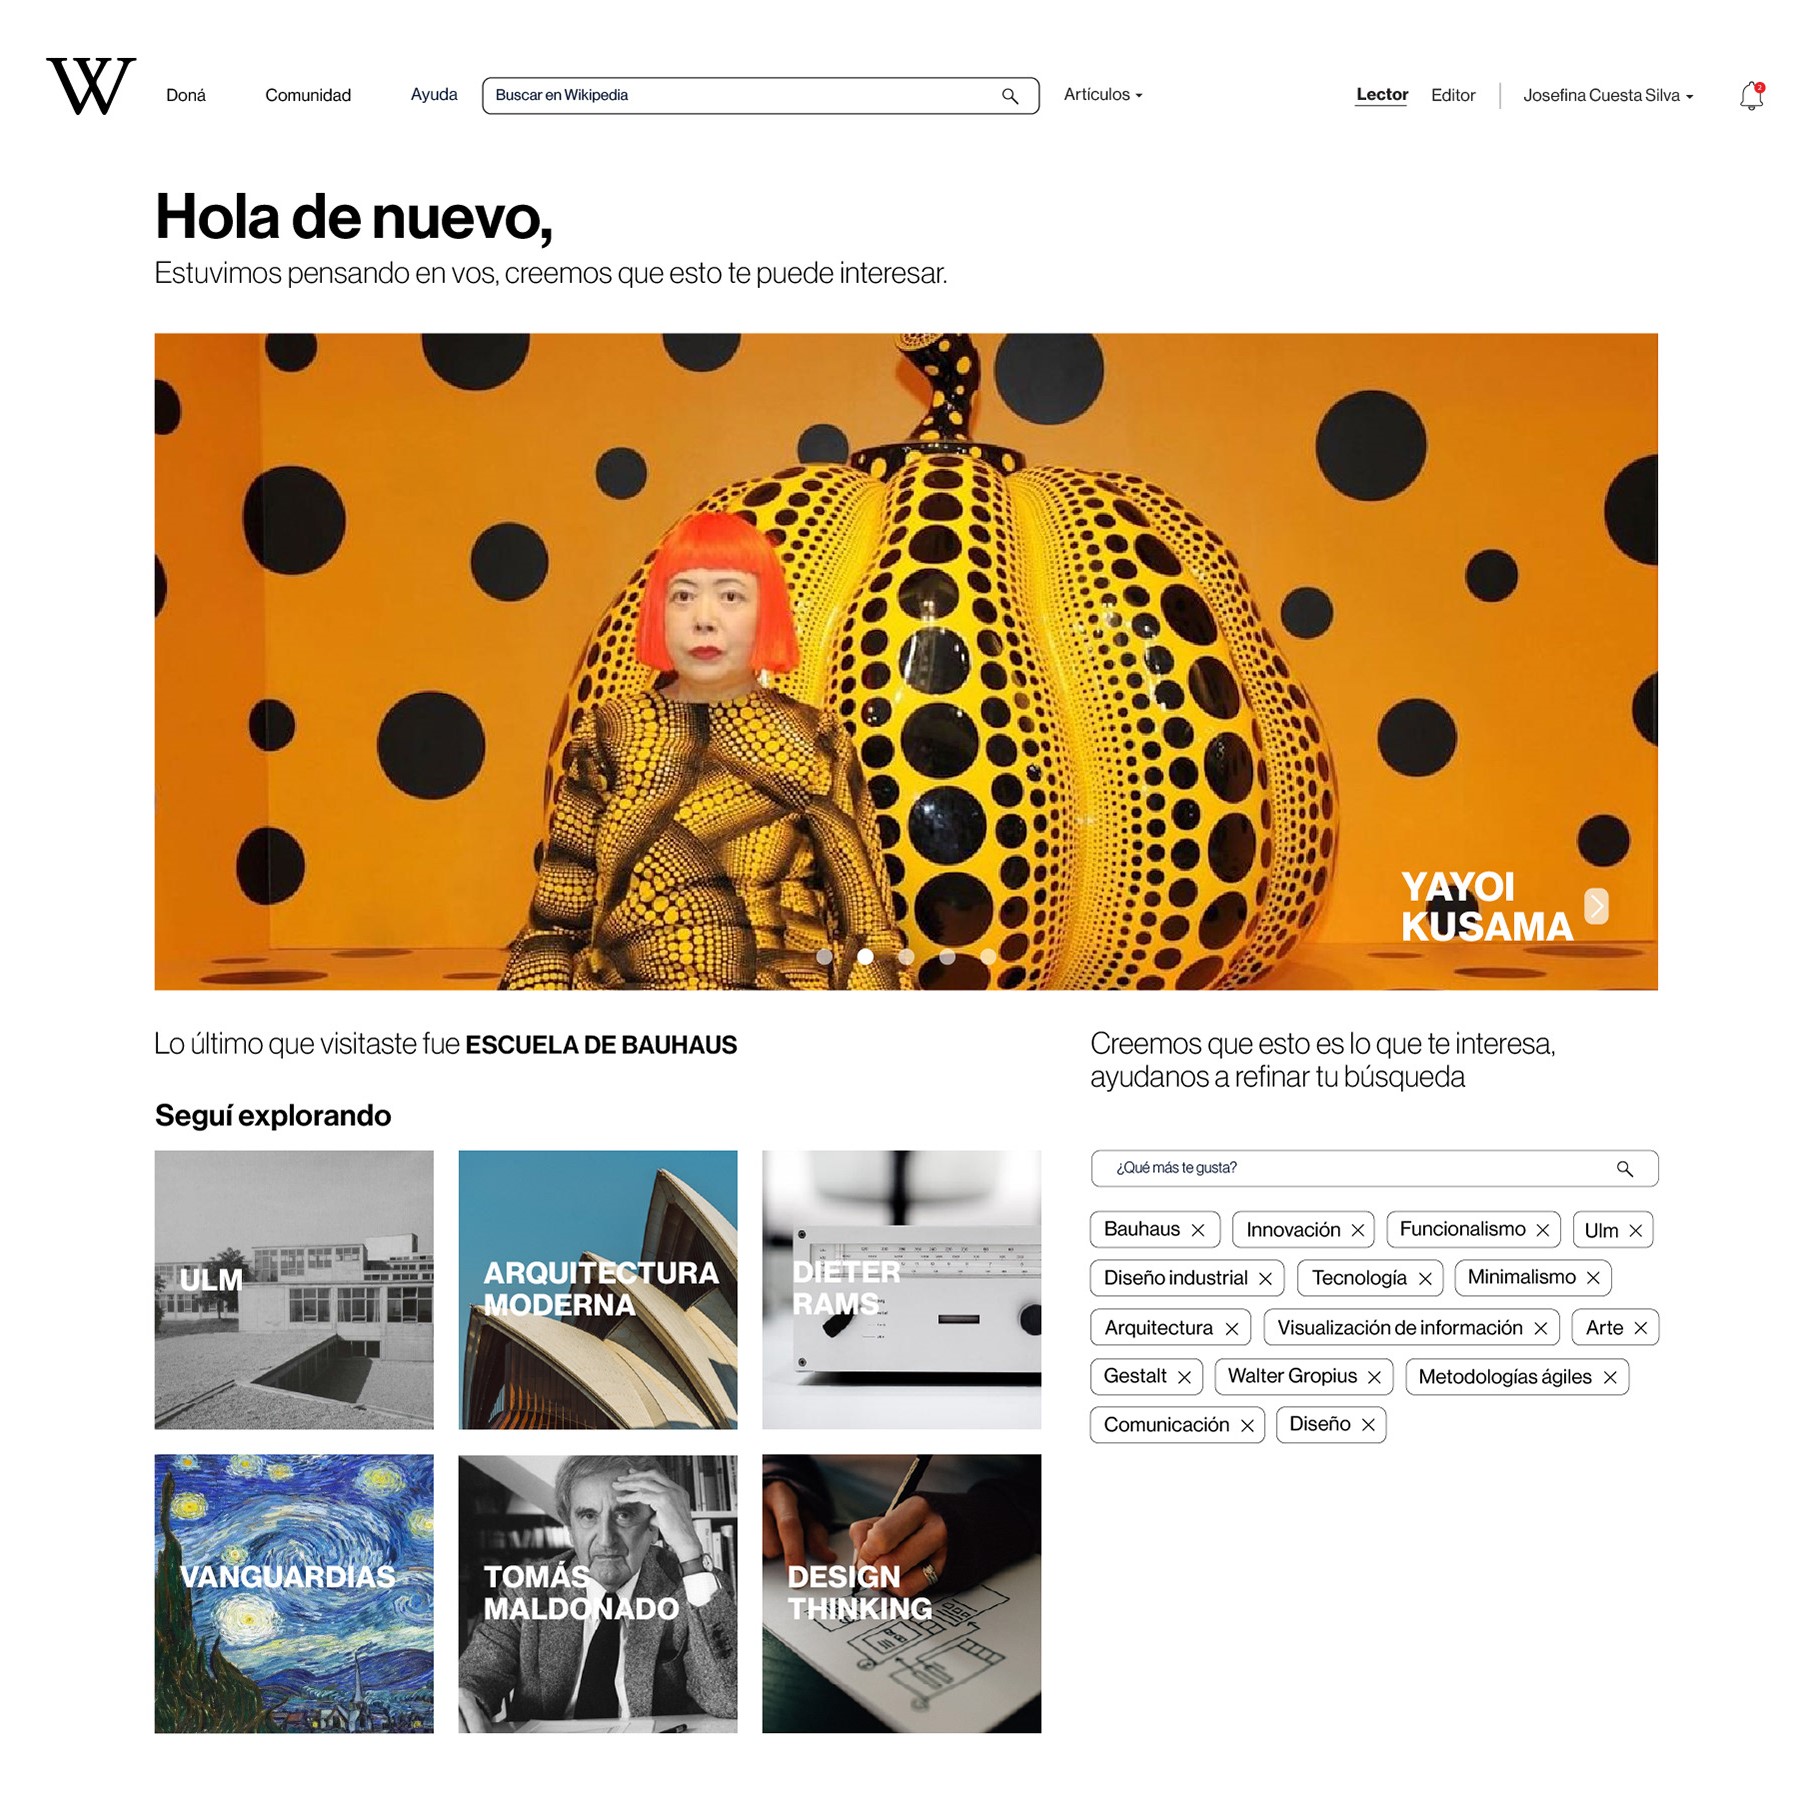 W
Doná
Comunidad
Ayuda
Buscar en Wikipedia
Artículos
Lector
Editor
Josefina Cuesta Silva
2
Hola de nuevo,
Estuvimos pensando en vos, creemos que esto te puede interesar.
YAYOI
KUSAMA
Lo último que visitaste fue ESCUELA DE BAUHAUS
Seguí explorando
ULM
ARQUITECTURA
MODERNA
DIETER
RAMS
VANGUARDIAS
TOMÁS
MALDONADO
DESIGN
THINKING
Creemos que esto es lo que te interesa,
ayudanos a refinar tu búsqueda
¿Qué más te gusta?
Bauhaus
Innovación
Funcionalismo
Ulm
Diseño industrial
Tecnología
Minimalismo
Arquitectura
Visualización de información
Arte
Gestalt
Walter Gropius
Metodologías ágiles
Comunicación
Diseño